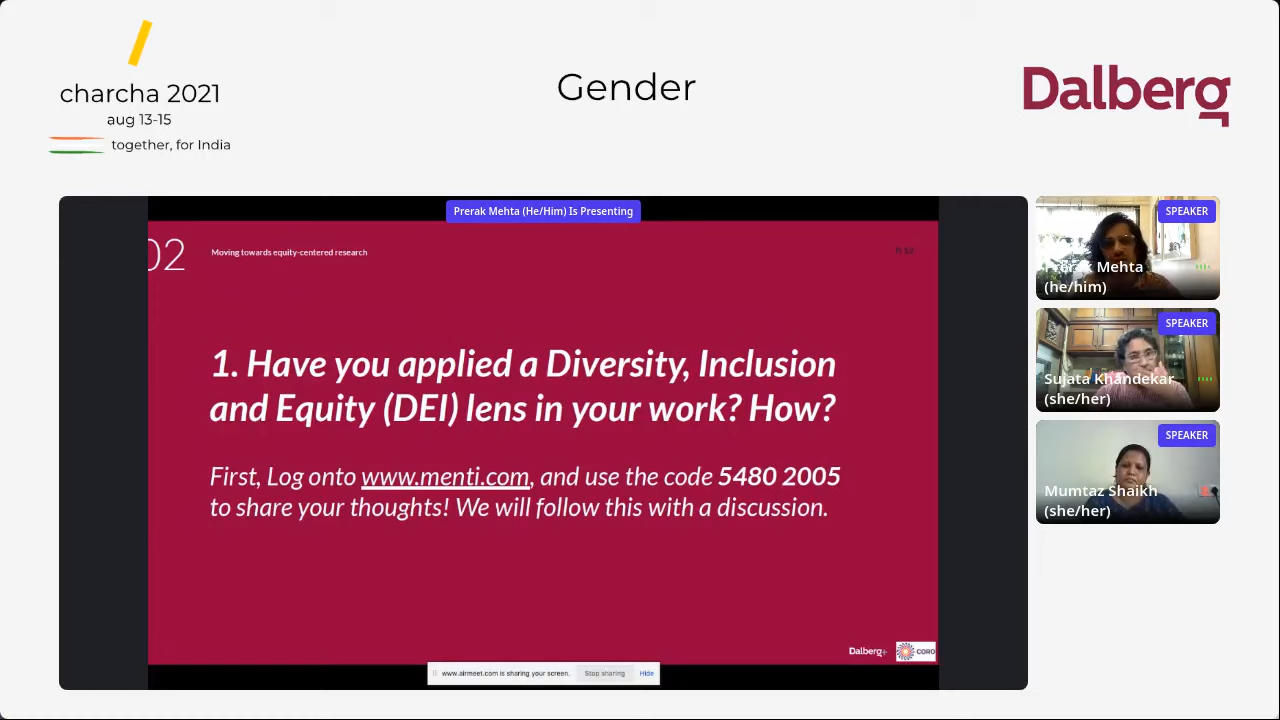 charcha 2021
aug 13-15
together, for India
Gender
Dalberg
Prerak Mehta (He/Him) Is Presenting
02
Moving towards equity-centered research
1. Have you applied a Diversity, Inclusion
and Equity (DEI) lens in your work? How?
First, Log onto www.menti.com, and use the code 5480 2005
to share your thoughts! We will follow this with a discussion.
Dalberg
CORO
www.airmeet.com is sharing your screen.
Stop sharing
Hide
SPEAKER
Prerak Mehta
(he/him)
SPEAKER
Sujata Khandekar
(she/her)
SPEAKER
Mumtaz Shaikh
(she/her)